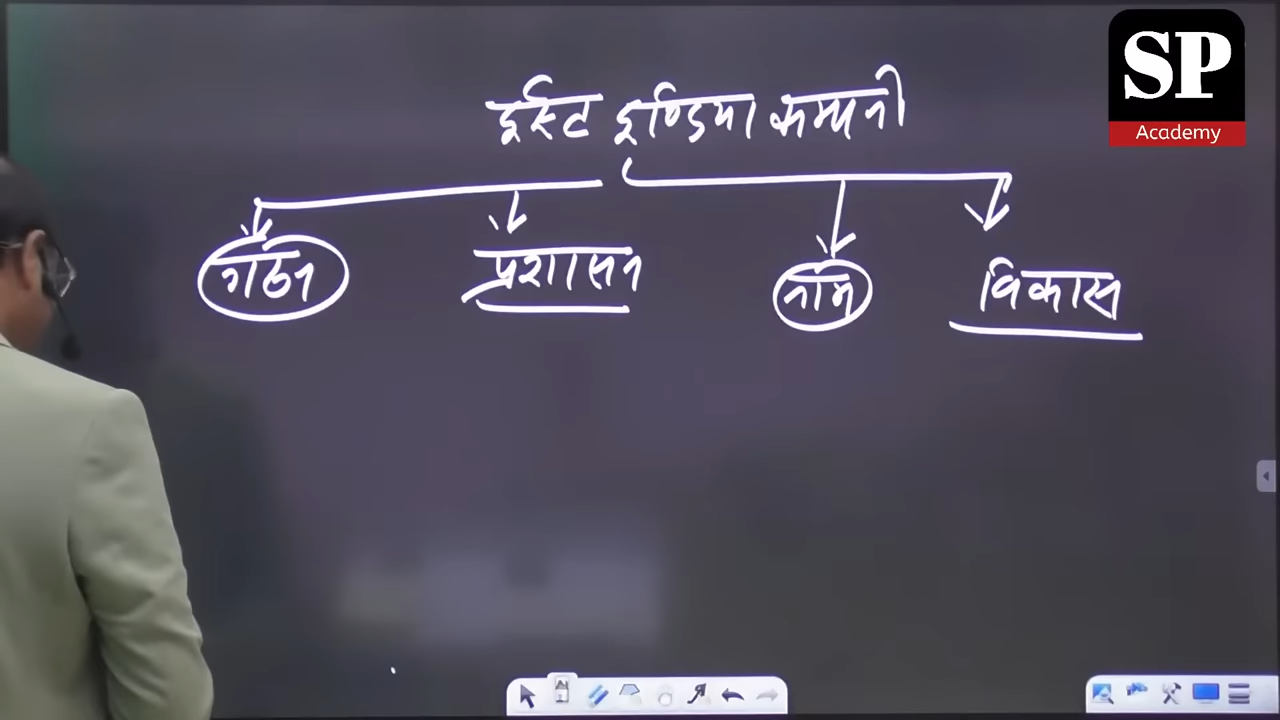 SP
Academy
ईस्ट इण्डिया कम्पनी
गठन प्रशासन नाम विकास